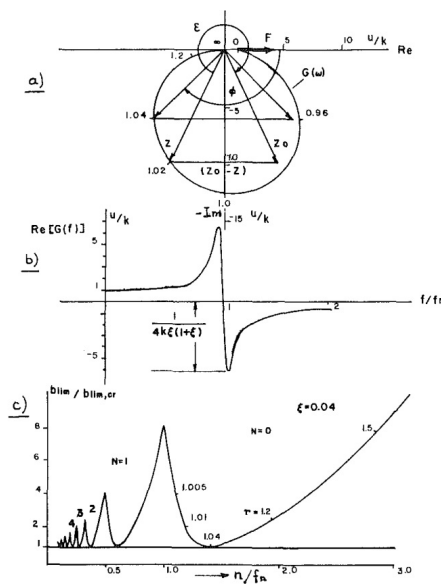 ε
∞
0
F
5
u/k
10
u/k
Re
1.2
G(ω)
a)
ϕ
-5
1.04
0.96
Z
Zo
1.02
(Zo-Z)
1.0
-Im
-15 u/k
Re[G(f)]
u/k
5
b)
1
1
2
f/fn
1
4kξ(1+ξ)
-5
blim / blim,cr
c)
ξ=0.04
8
N=0
1.5
6
N=1
4
1.005
4 3 2
2
1.01
r=1.2
1
1.04
0.5
1.0
2.0
3.0
n/fn